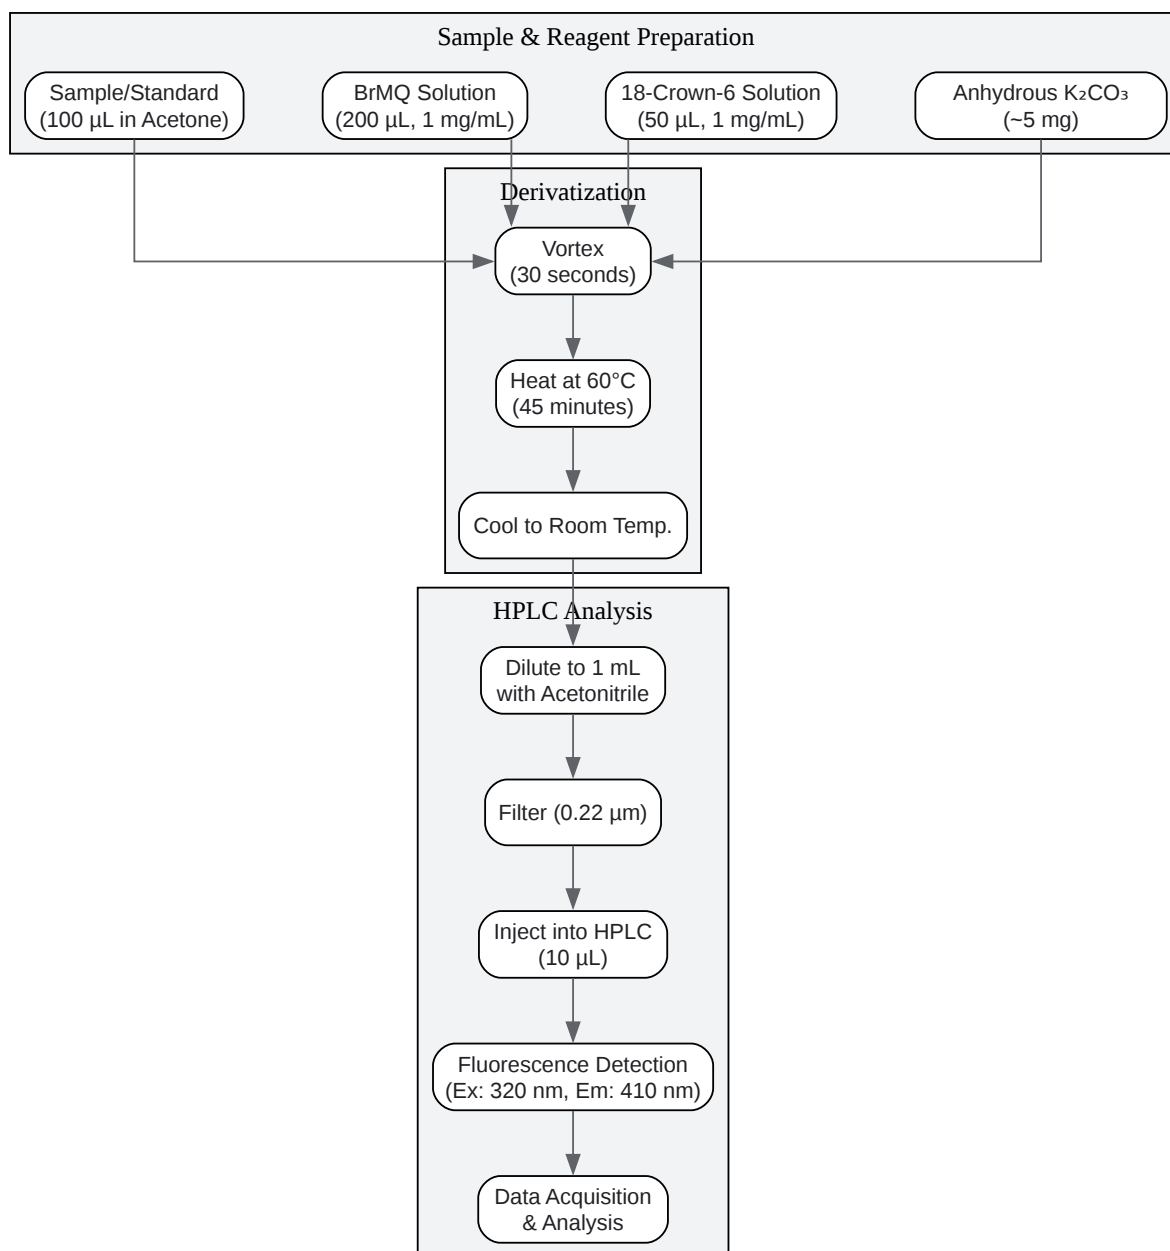 Sample & Reagent Preparation
Sample/Standard
(100 µL in Acetone)
BrMQ Solution
(200 µL, 1 mg/mL)
18-Crown-6 Solution
(50 µL, 1 mg/mL)
Anhydrous K₂CO₃
(~5 mg)
Derivatization
Vortex
(30 seconds)
Heat at 60°C
(45 minutes)
Cool to Room Temp.
HPLC Analysis
Dilute to 1 mL
with Acetonitrile
Filter (0.22 µm)
Inject into HPLC
(10 µL)
Fluorescence Detection
(Ex: 320 nm, Em: 410 nm)
Data Acquisition
& Analysis